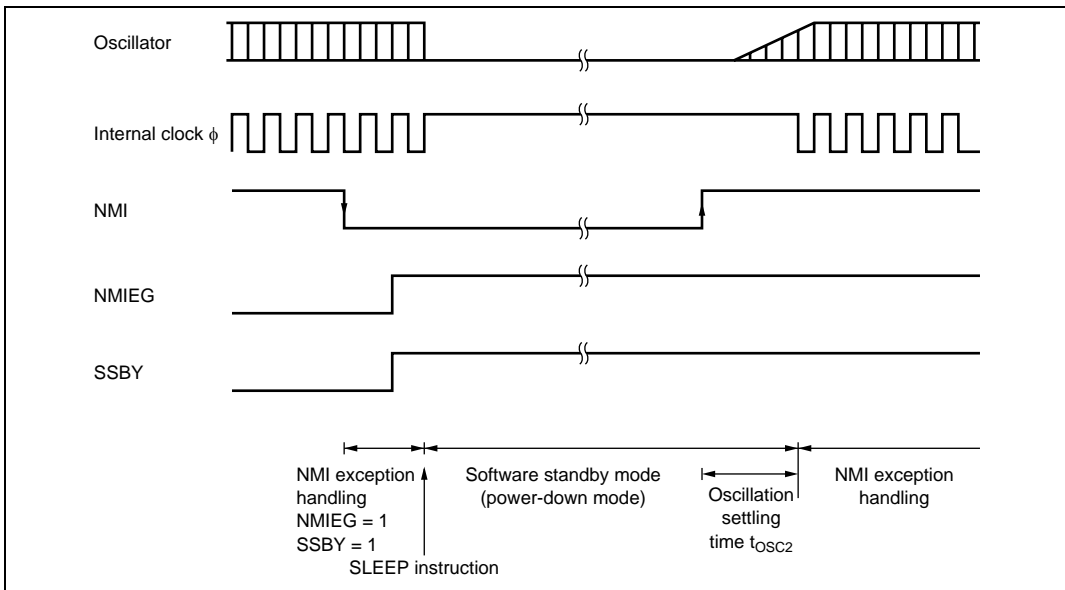 Oscillator
Internal clock ϕ
NMI
NMIEG
SSBY
NMI exception
handling
NMIEG = 1
SSBY = 1
SLEEP instruction
Software standby mode
(power-down mode)
Oscillation
settling
time tOSC2
NMI exception
handling